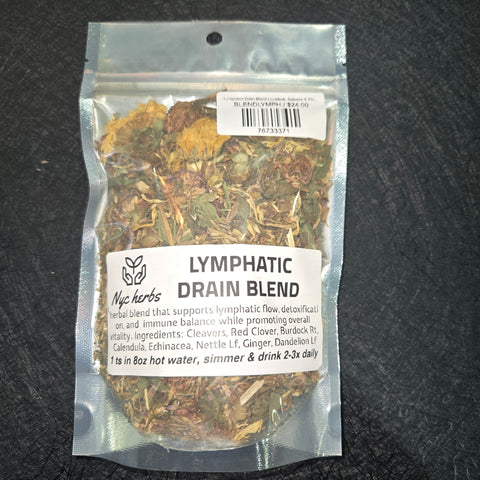 BLENDLYMPH / $24.00
76733371
LYMPHATIC
DRAIN BLEND
Nyc herbs
herbal blend that supports lymphatic flow, detoxificati
on, and immune balance while promoting overall
vitality. Ingredients: Cleavers, Red Clover, Burdock Rt,
Calendula, Echinacea, Nettle Lf, Ginger, Dandelion Lf
1 ts in 8oz hot water, simmer & drink 2-3x daily